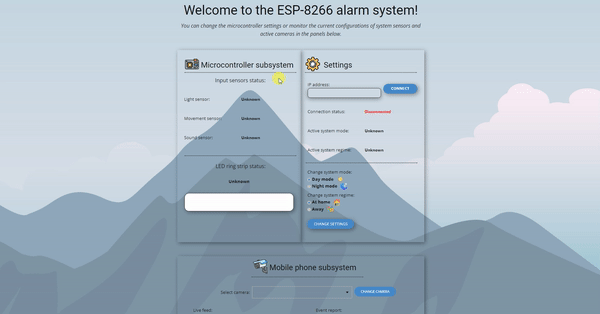 Welcome to the ESP-8266 alarm system!
You can change the microcontroller settings or monitor the current configurations of system sensors and
active cameras in the panels below.
Microcontroller subsystem
Input sensors status:
Light sensor: Unknown
Movement sensor: Unknown
Sound sensor: Unknown
LED ring strip status:
Unknown
Settings
IP address:
CONNECT
Connection status: Disconnected
Active system mode: Unknown
Active system regime: Unknown
Change system mode:
Day mode
Night mode
Change system regime:
At home
Away
CHANGE SETTINGS
Mobile phone subsystem
Select camera:
CHANGE CAMERA
Live feed:
Event report: